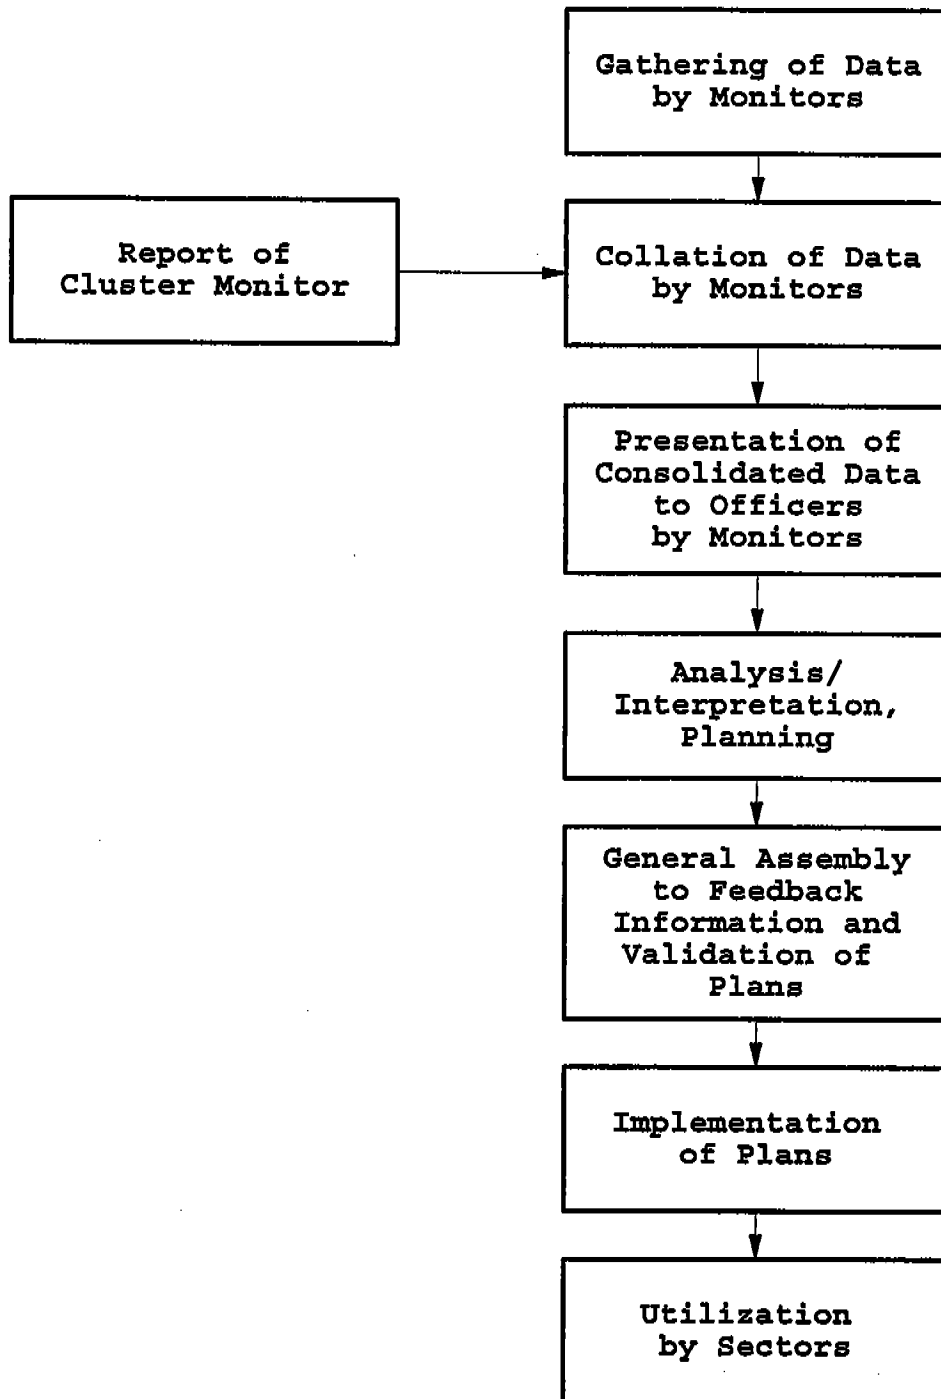 Gathering of Data
by Monitors
Report of
Cluster Monitor
Collation of Data
by Monitors
Presentation of
Consolidated Data
to Officers
by Monitors
Analysis/
Interpretation,
Planning
General Assembly
to Feedback
Information and
Validation of
Plans
Implementation
of Plans
Utilization
by Sectors